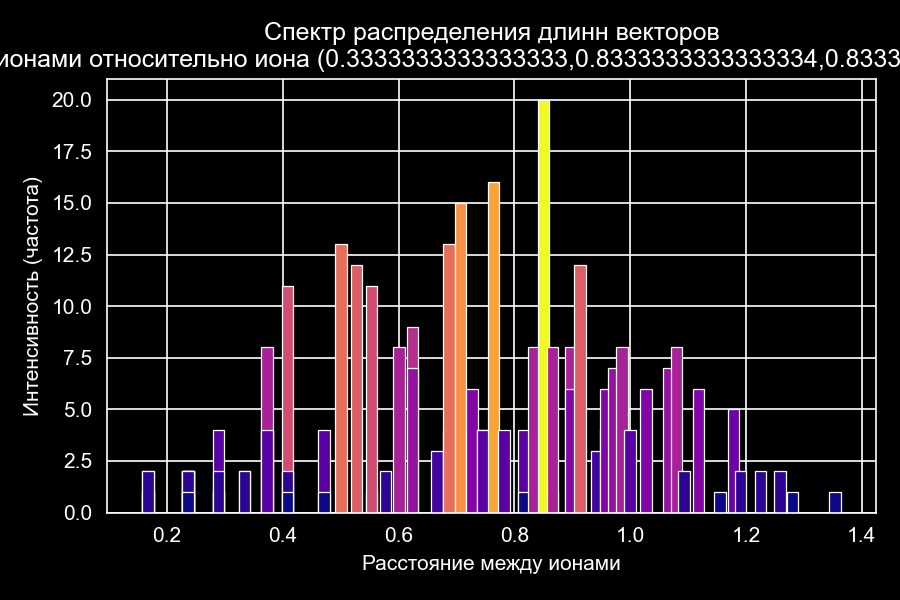 Спектр распределения длинн векторов
ионами относительно иона (0.3333333333333333,0.8333333333333334,0.8333
20.0
17.5
15.0
12.5
10.0
7.5
5.0
2.5
0.0
Интенсивность (частота)
0.2 0.4 0.6 0.8 1.0 1.2 1.4
Расстояние между ионами